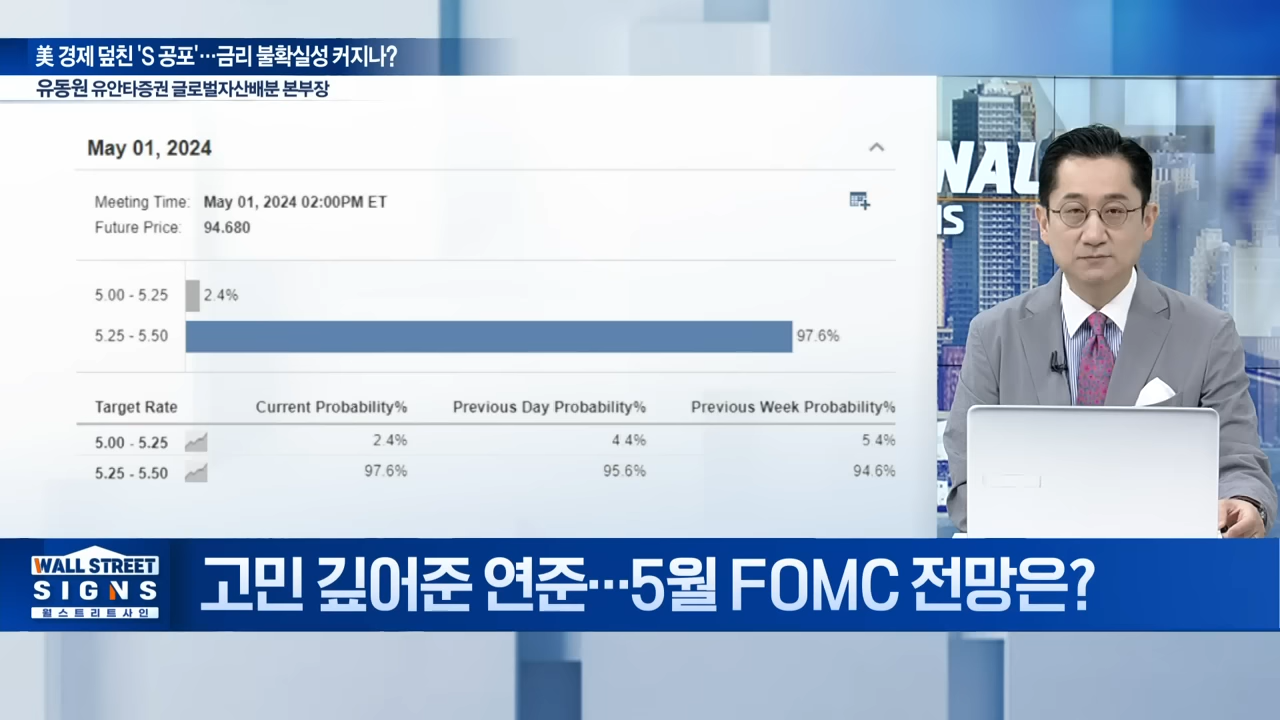 美 경제 덮친 'S 공포'…금리 불확실성 커지나?
유동원 유안타증권 글로벌자산배분 본부장
May 01, 2024
Meeting Time: May 01, 2024 02:00PM ET
Future Price: 94.680
5.00 - 5.25 2.4%
5.25 - 5.50 97.6%
Target Rate Current Probability% Previous Day Probability% Previous Week Probability%
5.00 - 5.25 2.4% 4 4% 5 4%
5.25 - 5.50 97.6% 95.6% 94.6%
NAL
NS
WALL STREET
SIGNS
월스트리트사인
고민 깊어준 연준…5월 FOMC 전망은?